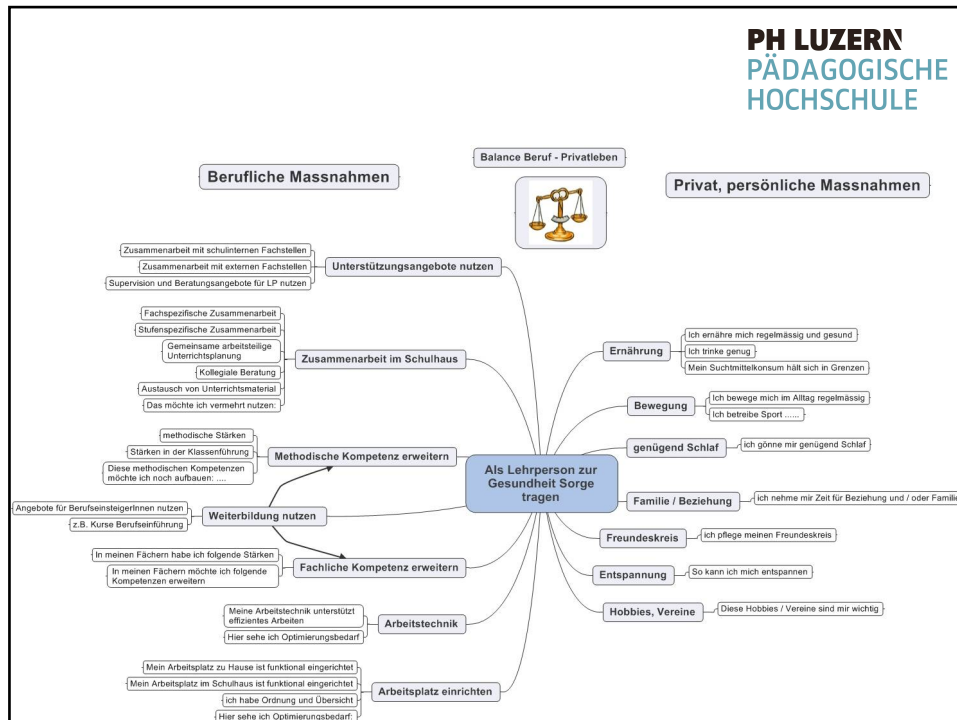 PH LUZERN
PÄDAGOGISCHE
HOCHSCHULE
Balance Beruf - Privatleben
Berufliche Massnahmen
Privat, persönliche Massnahmen
Unterstützungsangebote nutzen
Zusammenarbeit mit schulinternen Fachstellen
Zusammenarbeit mit externen Fachstellen
Supervision und Beratungsangebote für LP nutzen
Zusammenarbeit im Schulhaus
Fachspezifische Zusammenarbeit
Stufenspezifische Zusammenarbeit
Gemeinsame arbeitsteilige
Unterrichtsplanung
Kollegiale Beratung
Austausch von Unterrichtsmaterial
Das möchte ich vermehrt nutzen:
Methodische Kompetenz erweitern
methodische Stärken
Stärken in der Klassenführung
Diese methodischen Kompetenzen
möchte ich noch aufbauen: ....
Weiterbildung nutzen
Angebote für BerufseinsteigerInnen nutzen
z.B. Kurse Berufseinführung
Fachliche Kompetenz erweitern
In meinen Fächern habe ich folgende Stärken
In meinen Fächern möchte ich folgende
Kompetenzen erweitern
Arbeitstechnik
Meine Arbeitstechnik unterstützt
effizientes Arbeiten
Hier sehe ich Optimierungsbedarf
Arbeitsplatz einrichten
Mein Arbeitsplatz zu Hause ist funktional eingerichtet
Mein Arbeitsplatz im Schulhaus ist funktional eingerichtet
ich habe Ordnung und Übersicht
Hier sehe ich Optimierungsbedarf:
Als Lehrperson zur
Gesundheit Sorge
tragen
Ernährung
Ich ernähre mich regelmässig und gesund
Ich trinke genug
Mein Suchtmittelkonsum hält sich in Grenzen
Bewegung
Ich bewege mich im Alltag regelmässig
Ich betreibe Sport ......
genügend Schlaf
ich gönne mir genügend Schlaf
Familie / Beziehung
ich nehme mir Zeit für Beziehung und / oder Familie
Freundeskreis
ich pflege meinen Freundeskreis
Entspannung
So kann ich mich entspannen
Hobbies, Vereine
Diese Hobbies / Vereine sind mir wichtig